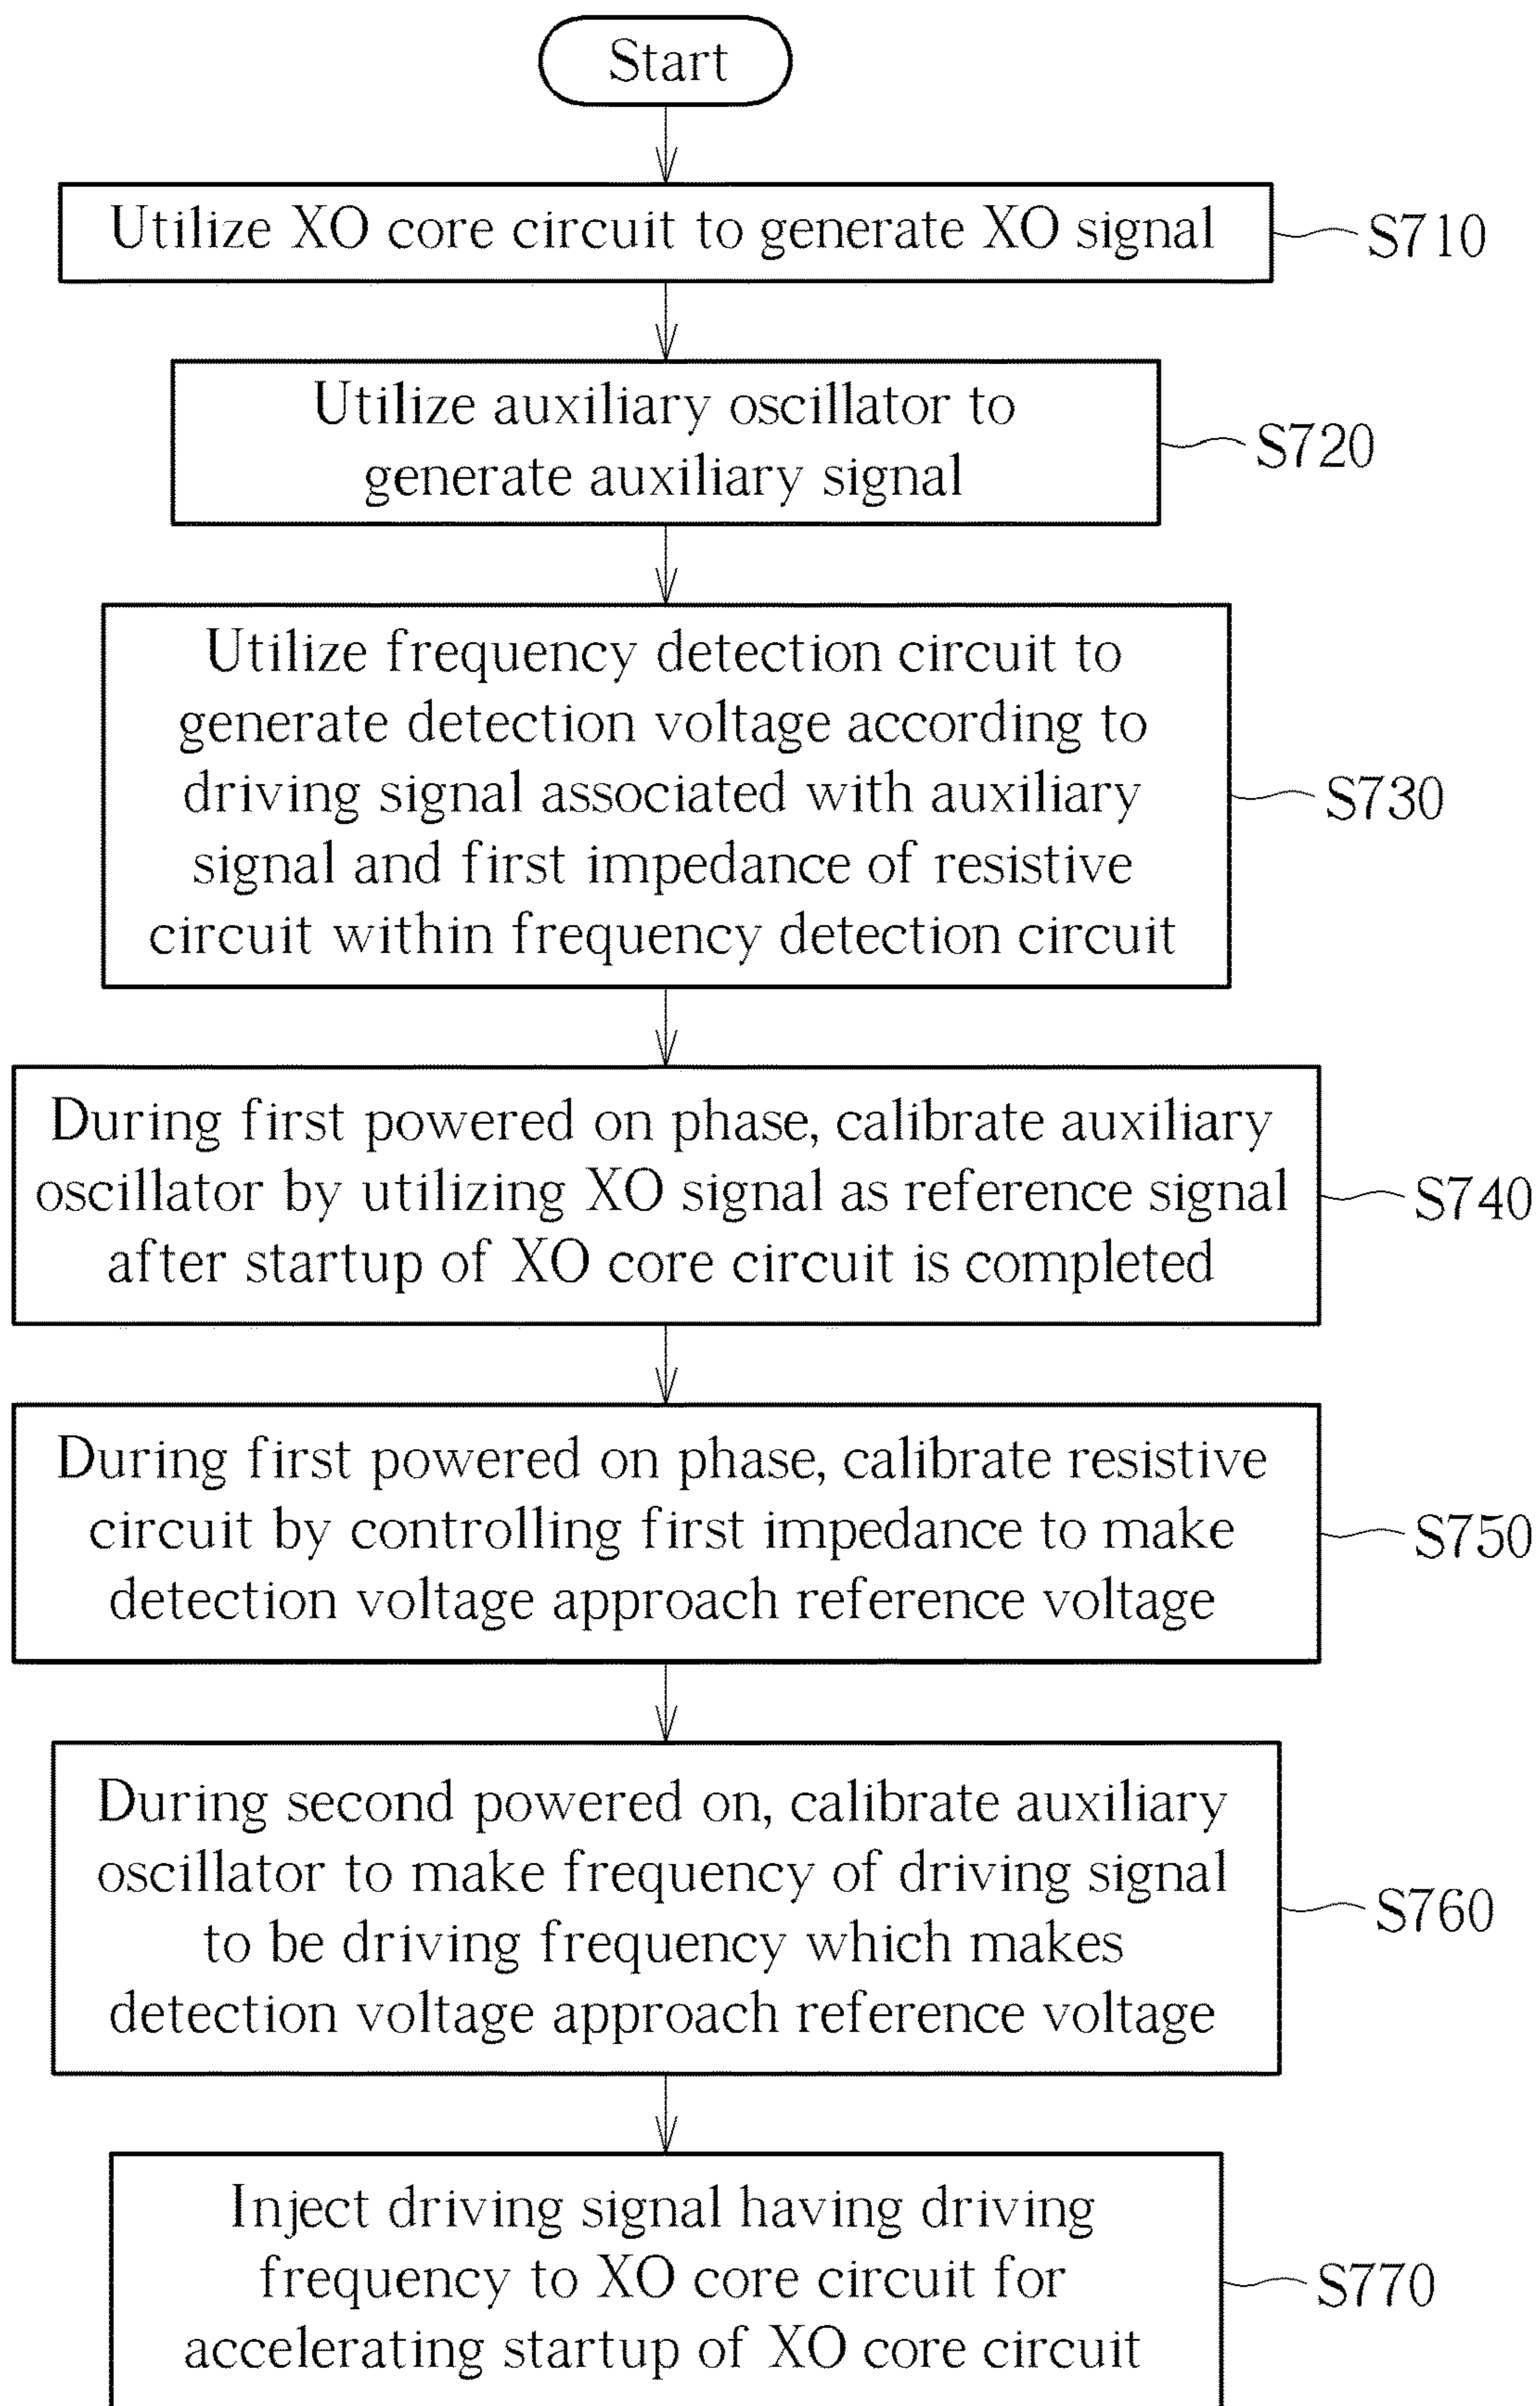 Start
Utilize XO core circuit to generate XO signal
S710
Utilize auxiliary oscillator to
generate auxiliary signal
S720
Utilize frequency detection circuit to
generate detection voltage according to
driving signal associated with auxiliary
signal and first impedance of resistive
circuit within frequency detection circuit
S730
During first powered on phase, calibrate auxiliary
oscillator by utilizing XO signal as reference signal
after startup of XO core circuit is completed
S740
During first powered on phase, calibrate resistive
circuit by controlling first impedance to make
detection voltage approach reference voltage
S750
During second powered on, calibrate auxiliary
oscillator to make frequency of driving signal
to be driving frequency which makes
detection voltage approach reference voltage
S760
Inject driving signal having driving
frequency to XO core circuit for
accelerating startup of XO core circuit
S770